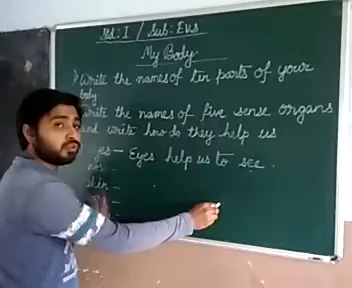 Std: I / Sub: Evs
My Body
Write the names of ten parts of your
body
Write the names of five sense organs
and write how do they help us
yes — Eyes help us to see.
skin —